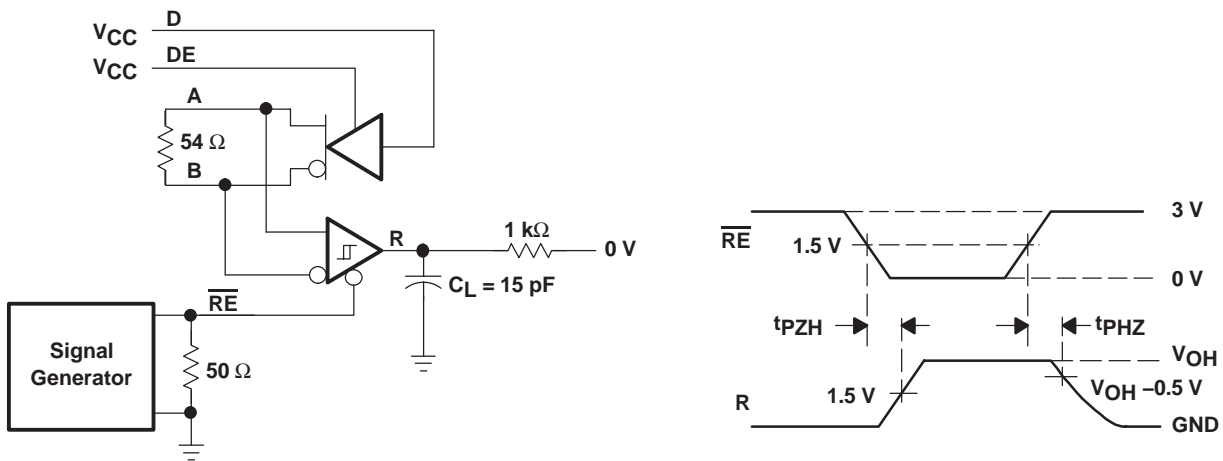 VCC D
VCC DE
A
54 Ω
B
R
1 kΩ
0 V
CL = 15 pF
RE
Signal
Generator
50 Ω
RE
3 V
1.5 V
0 V
tPZH
tPHZ
VOH
VOH –0.5 V
R
1.5 V
GND